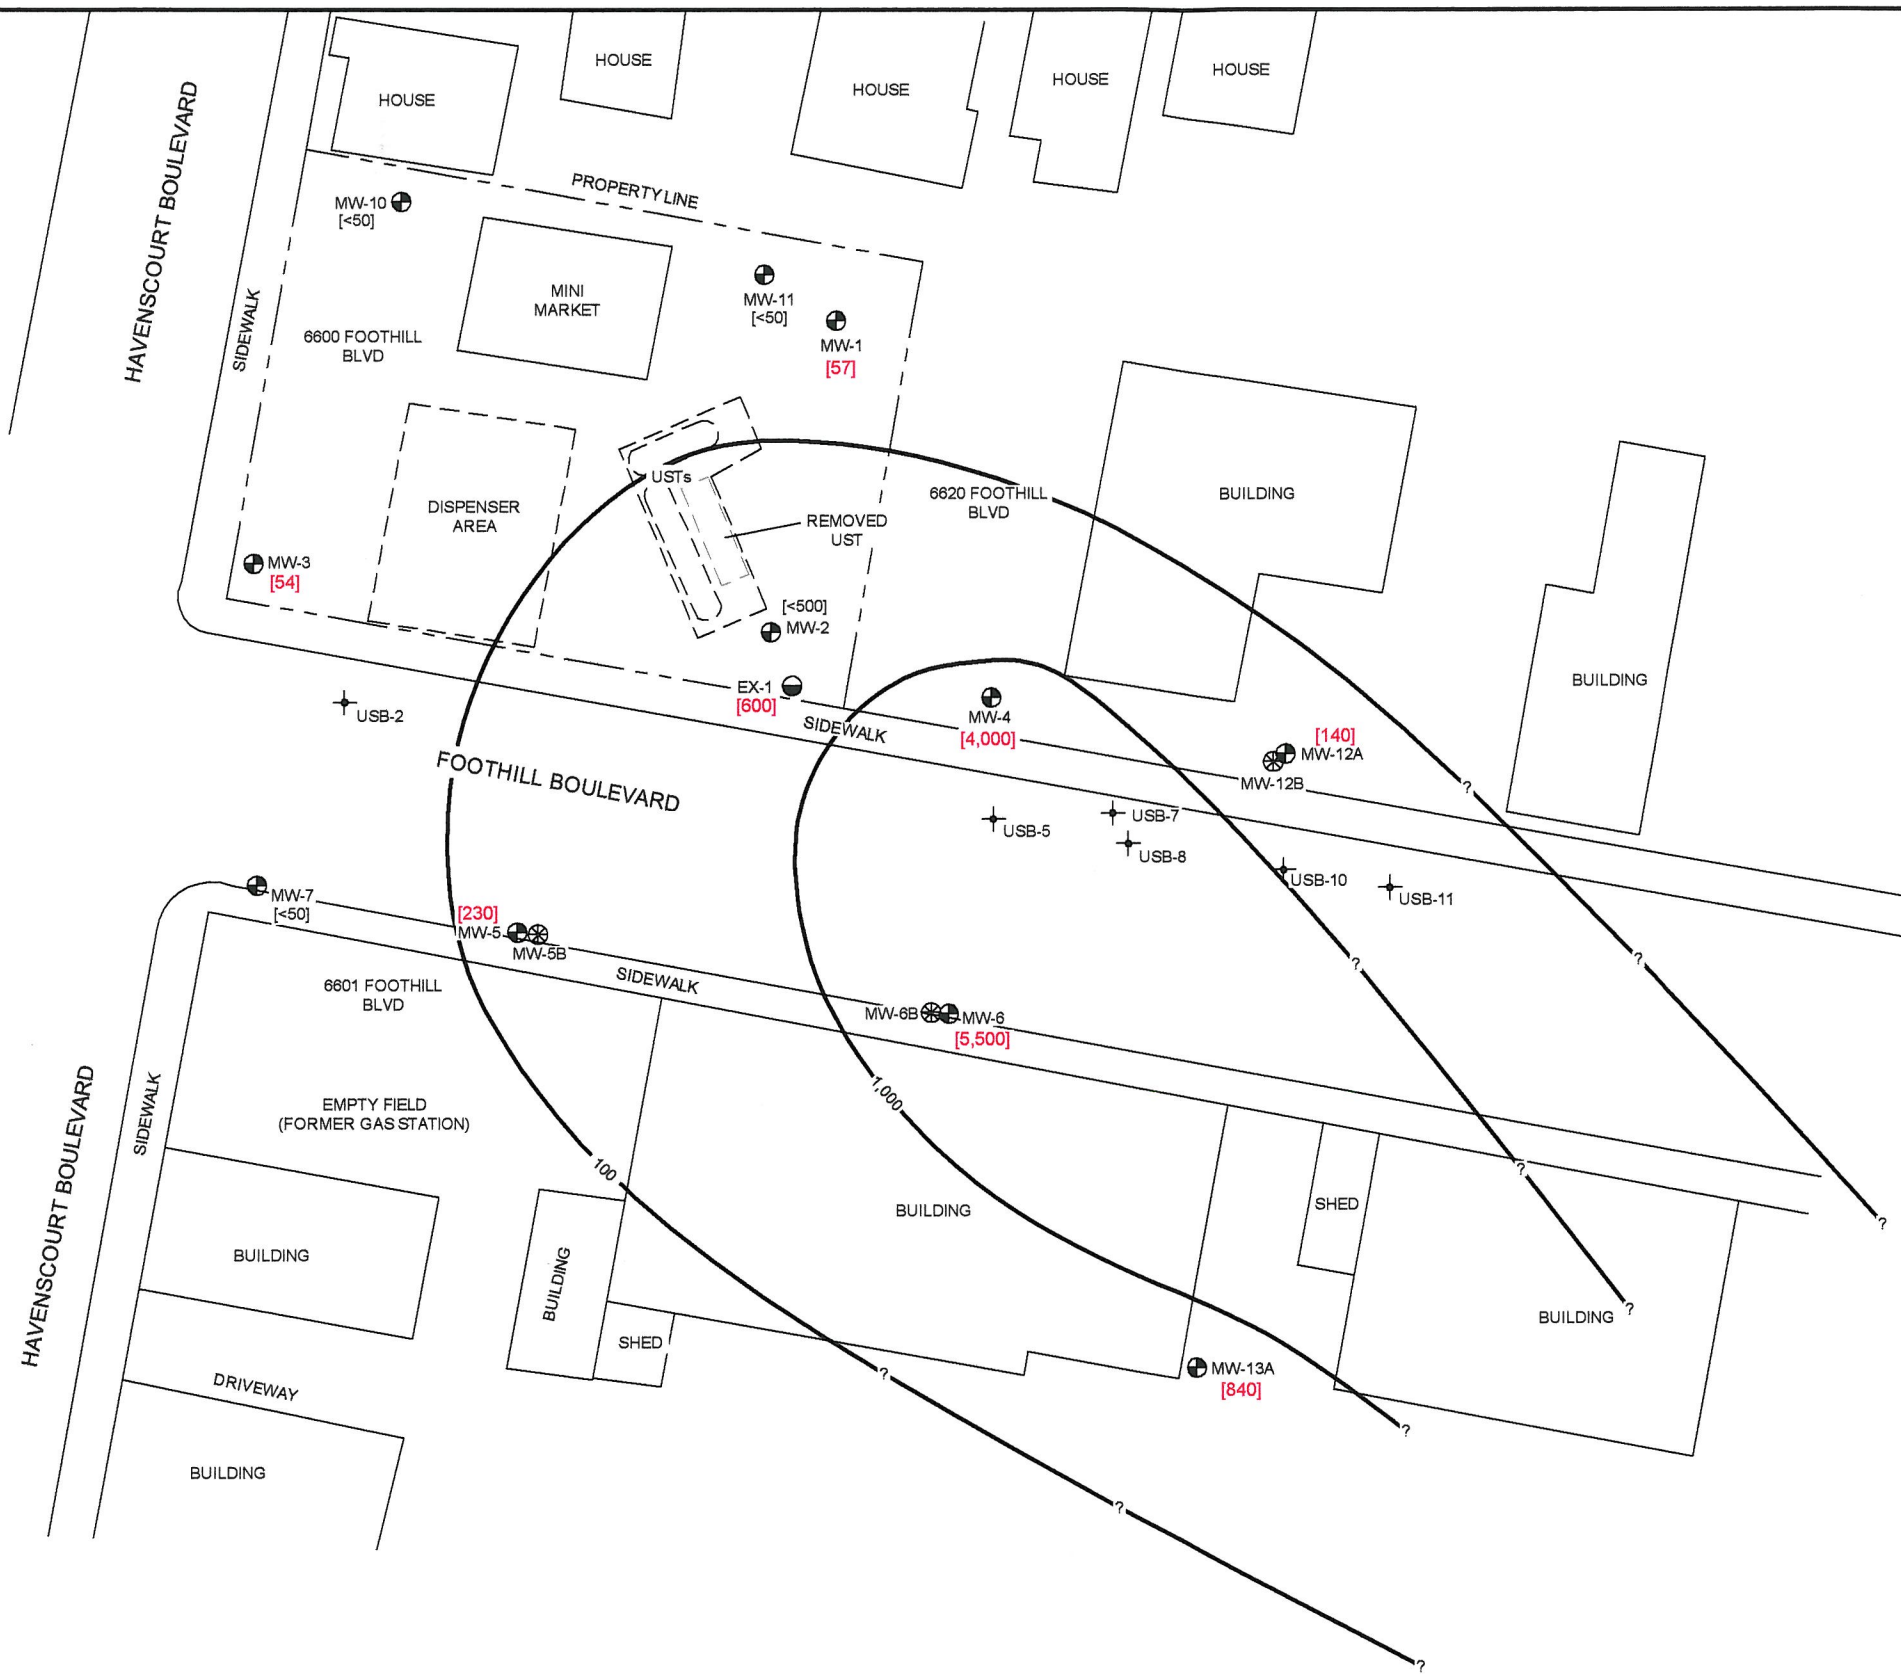 HOUSE
HOUSE
HOUSE
HOUSE
HOUSE
HAVENSCOURT BOULEVARD
SIDEWALK
PROPERTY LINE
MW-10
[<50]
MINI
MARKET
MW-11
[<50]
MW-1
[57]
6600 FOOTHILL
BLVD
USTs
DISPENSER
AREA
REMOVED
UST
6620 FOOTHILL
BLVD
BUILDING
BUILDING
MW-3
[54]
[<500]
MW-2
EX-1
[600]
SIDEWALK
MW-4
[4,000]
[140]
MW-12A
MW-12B
?
USB-2
FOOTHILL BOULEVARD
USB-5
USB-7
USB-8
USB-10
USB-11
MW-7
[<50]
[230]
MW-5
MW-5B
SIDEWALK
?
?
6601 FOOTHILL
BLVD
MW-6B
MW-6
[5,500]
1,000
HAVENSCOURT BOULEVARD
SIDEWALK
EMPTY FIELD
(FORMER GAS STATION)
100
?
?
BUILDING
SHED
BUILDING
BUILDING
SHED
BUILDING
?
?
MW-13A
[840]
DRIVEWAY
?
BUILDING
?
?